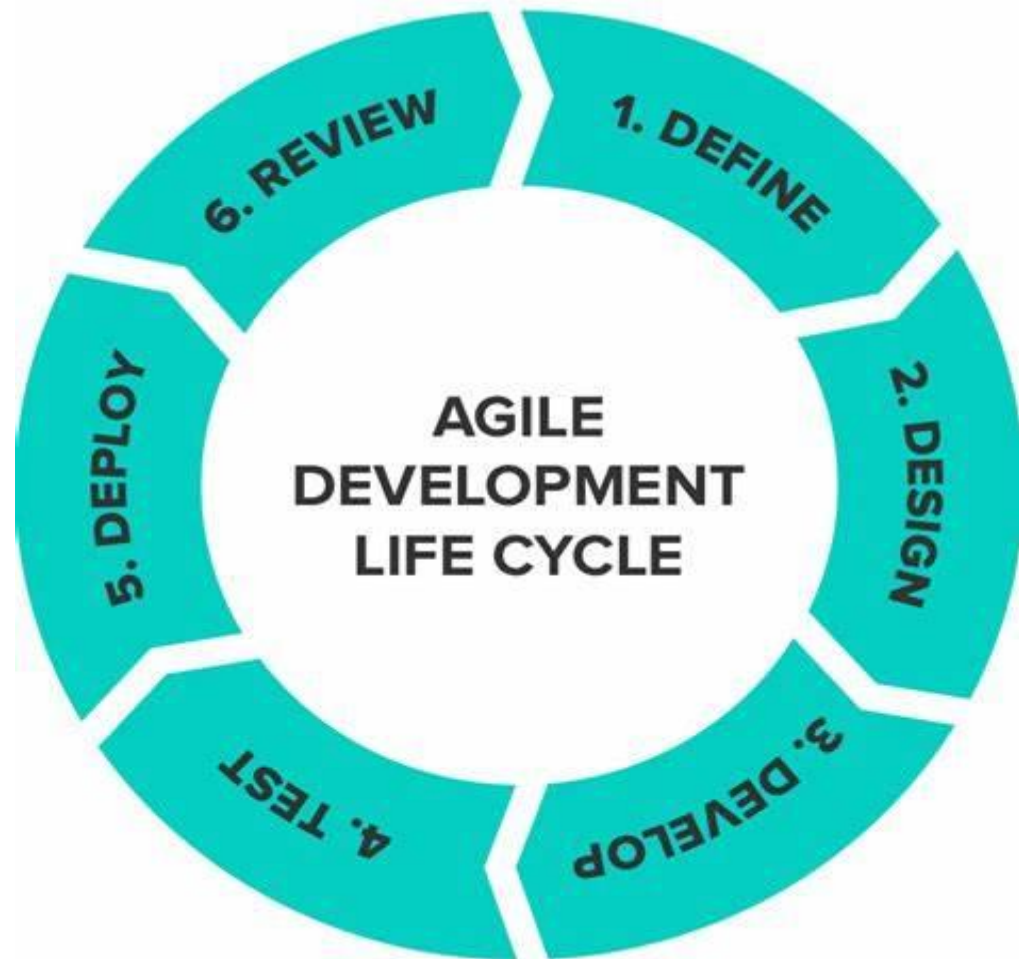 1. DEFINE
2. DESIGN
3. DEVELOP
4. TEST
5. DEPLOY
6. REVIEW
AGILE
DEVELOPMENT
LIFE CYCLE